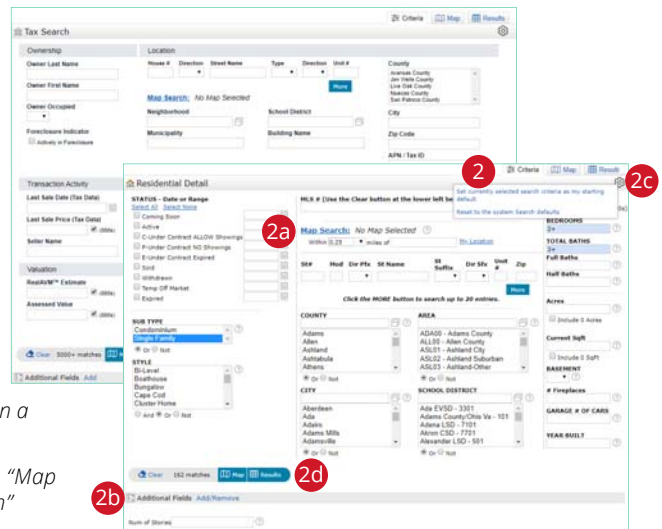 Criteria Map Results
Tax Search
Ownership Location
Owner Last Name House # Direction Street Name Type Direction Unit # County
Aransas County
Jim Wells County
Live Oak County
Nueces County
San Patricio County
Owner First Name
More
Map Search: No Map Selected
Owner Occupied Neighborhood School District City
Foreclosure Indicator Municipality Building Name Zip Code
Actively in Foreclosure
APN / Tax ID
Transaction Activity
Last Sale Date (Tax Data)
Last Sale Price (Tax Data)
(000s)
Seller Name
Valuation
RealAVM™ Estimate
(000s)
Assessed Value
(000s)
Clear 5000+ matches
Additional Fields Add
2
Criteria Map Results
2c
Residential Detail
Set currently selected search criteria as my starting default
Reset to the system Search defaults
STATUS - Date or Range
Select All Select None
Coming Soon
Active
C-Under Contract ALLOW Showings
P-Under Contract NO Showings
E-Under Contract Expired
Sold
Withdrawn
Temp Off Market
Expired
2a
MLS # (Use the Clear button at the lower left
Map Search: No Map Selected
Within 0.25 miles of My Location
St# Mod Dir Pfx St Name St Suffix Dir Sfx Unit # Zip
More
Click the MORE button to search up to 20 entries.
SUB TYPE
Condominium
Single Family
Or Not
STYLE
Bi-Level
Boathouse
Bungalow
Cape Cod
Cluster Home
And Or Not
COUNTY
Adams
Allen
Ashland
Ashtabula
Athens
Or Not
AREA
ADA00 - Adams County
ALL00 - Allen County
ASL01 - Ashland City
ASL02 - Ashland Suburban
ASL03 - Ashland-Other
Or Not
CITY
Aberdeen
Ada
Adairs
Adams Mills
Adamsville
Or Not
SCHOOL DISTRICT
Ada EVSD - 3301
Adams County/Ohio Va - 101
Adena LSD - 7101
Akron CSD - 7701
Alexander LSD - 501
Or Not
BEDROOMS
3+
TOTAL BATHS
2+
Full Baths
Half Baths
Acres
Include 0 Acres
Current Sqft
Include 0 SqFt
BASEMENT
# Fireplaces
GARAGE # OF CARS
YEAR BUILT
Clear 162 matches Map Results
2d
2b
Additional Fields Add/Remove
Num of Stories
n a
"Map
n"